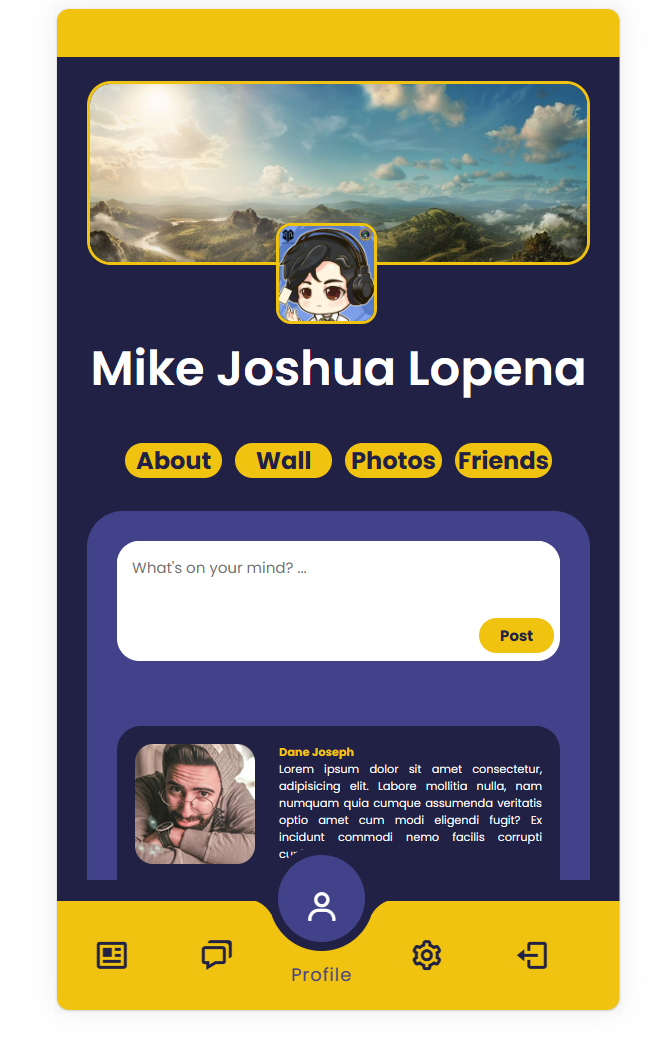 Mike Joshua Lopena
About Wall Photos Friends
What's on your mind? ...
Post
Dane Joseph
Lorem ipsum dolor sit amet consectetur,
adipisicing elit. Labore mollitia nulla, nam
numquam quia cumque assumenda veritatis
optio amet cum modi eligendi fugit? Ex
incidunt commodi nemo facilis corrupti
Profile